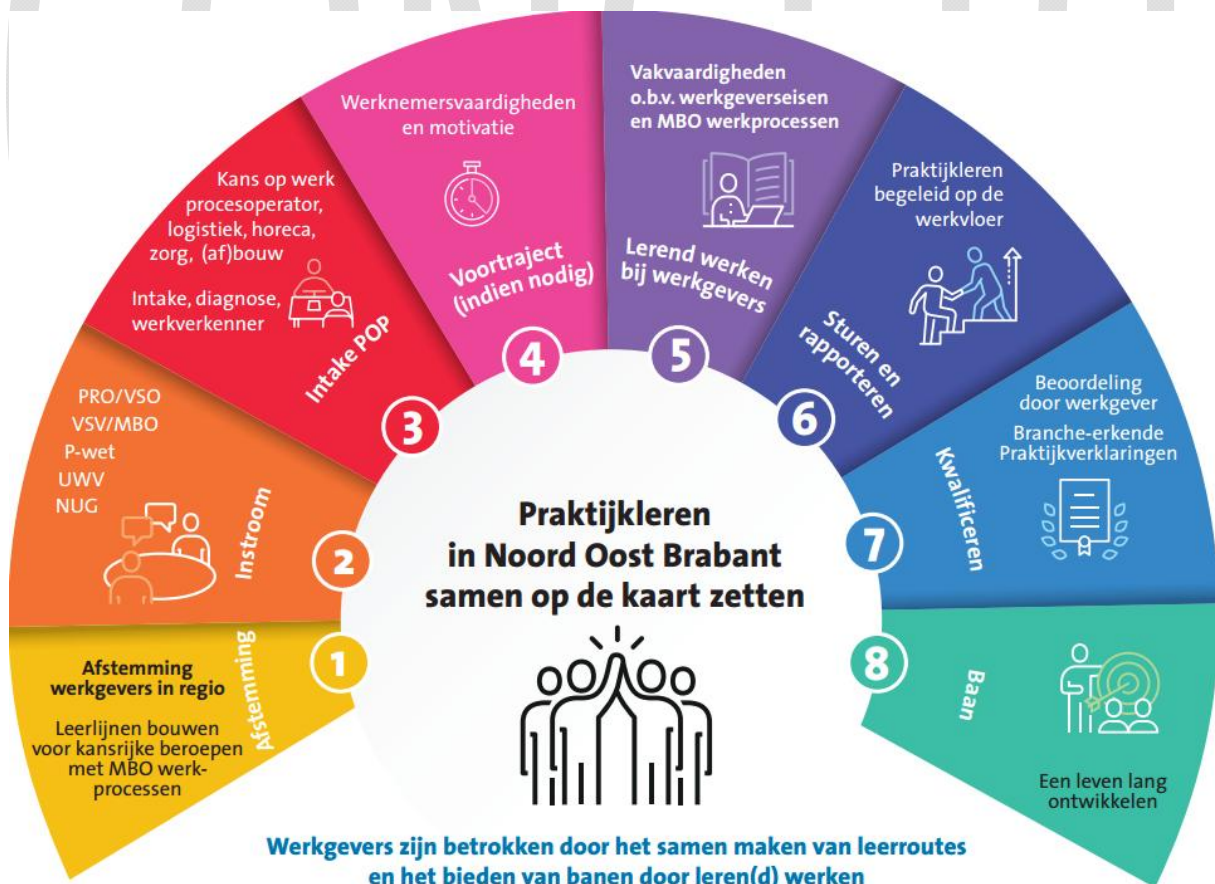 Afstemming
werkgevers in regio
Leerlijnen bouwen
voor kansrijke beroepen
met MBO werk-
processen
Afstemming
1
PRO/VSO
VSV/MBO
P-wet
UWV
NUG
Instroom
2
Kans op werk
procesoperator,
logistiek, horeca,
zorg, (af)bouw
Intake, diagnose,
werkverkenner
Intake POP
3
Werknemersvaardigheden
en motivatie
Voortraject
(indien nodig)
4
Vakvaardigheden
o.b.v. werkgeverseisen
en MBO werkprocessen
Lerend werken
bij werkgevers
5
Praktijkleren
begeleid op de
werkvloer
Sturen en
rapporteren
6
Beoordeling
door werkgever
Branche-erkende
Praktijkverklaringen
Kwalificeren
7
Baan
8
Een leven lang
ontwikkelen
Praktijkleren
in Noord Oost Brabant
samen op de kaart zetten
Werkgevers zijn betrokken door het samen maken van leerroutes
en het bieden van banen door leren(d) werken